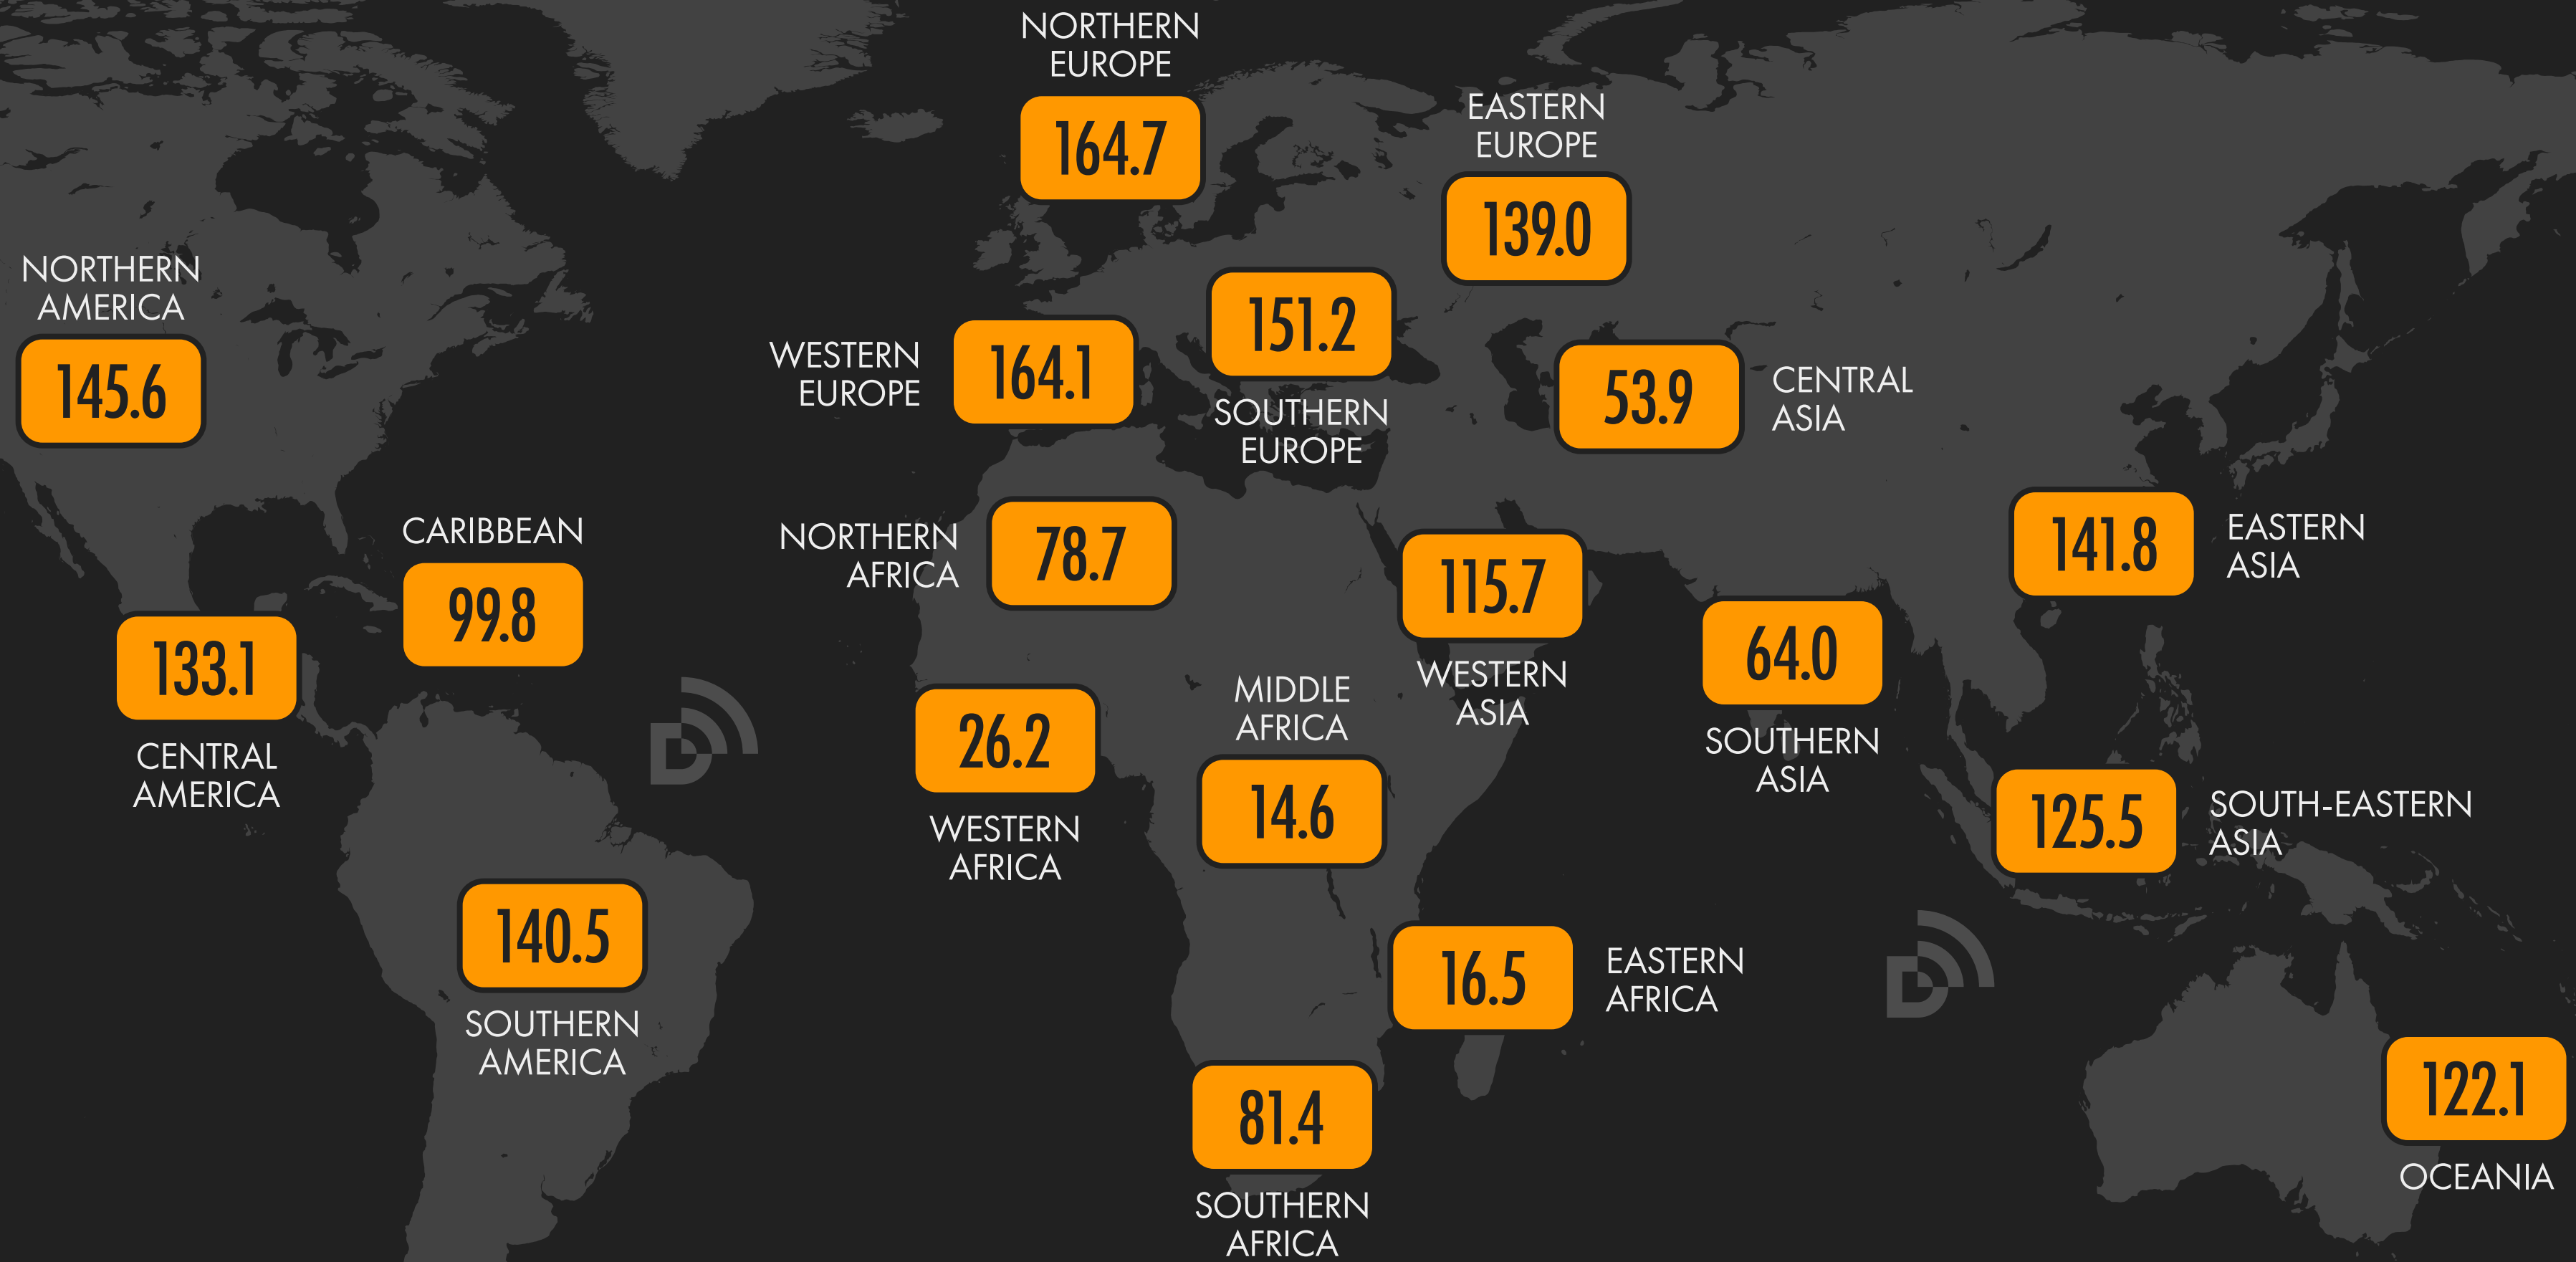 NORTHERN
EUROPE
164.7
EASTERN
EUROPE
139.0
NORTHERN
AMERICA
145.6
WESTERN
EUROPE
164.1
151.2
SOUTHERN
EUROPE
53.9
CENTRAL
ASIA
CARIBBEAN
99.8
NORTHERN
AFRICA
78.7
115.7
WESTERN
ASIA
141.8
EASTERN
ASIA
133.1
CENTRAL
AMERICA
64.0
SOUTHERN
ASIA
26.2
WESTERN
AFRICA
MIDDLE
AFRICA
14.6
125.5
SOUTH-EASTERN
ASIA
140.5
SOUTHERN
AMERICA
16.5
EASTERN
AFRICA
81.4
SOUTHERN
AFRICA
122.1
OCEANIA